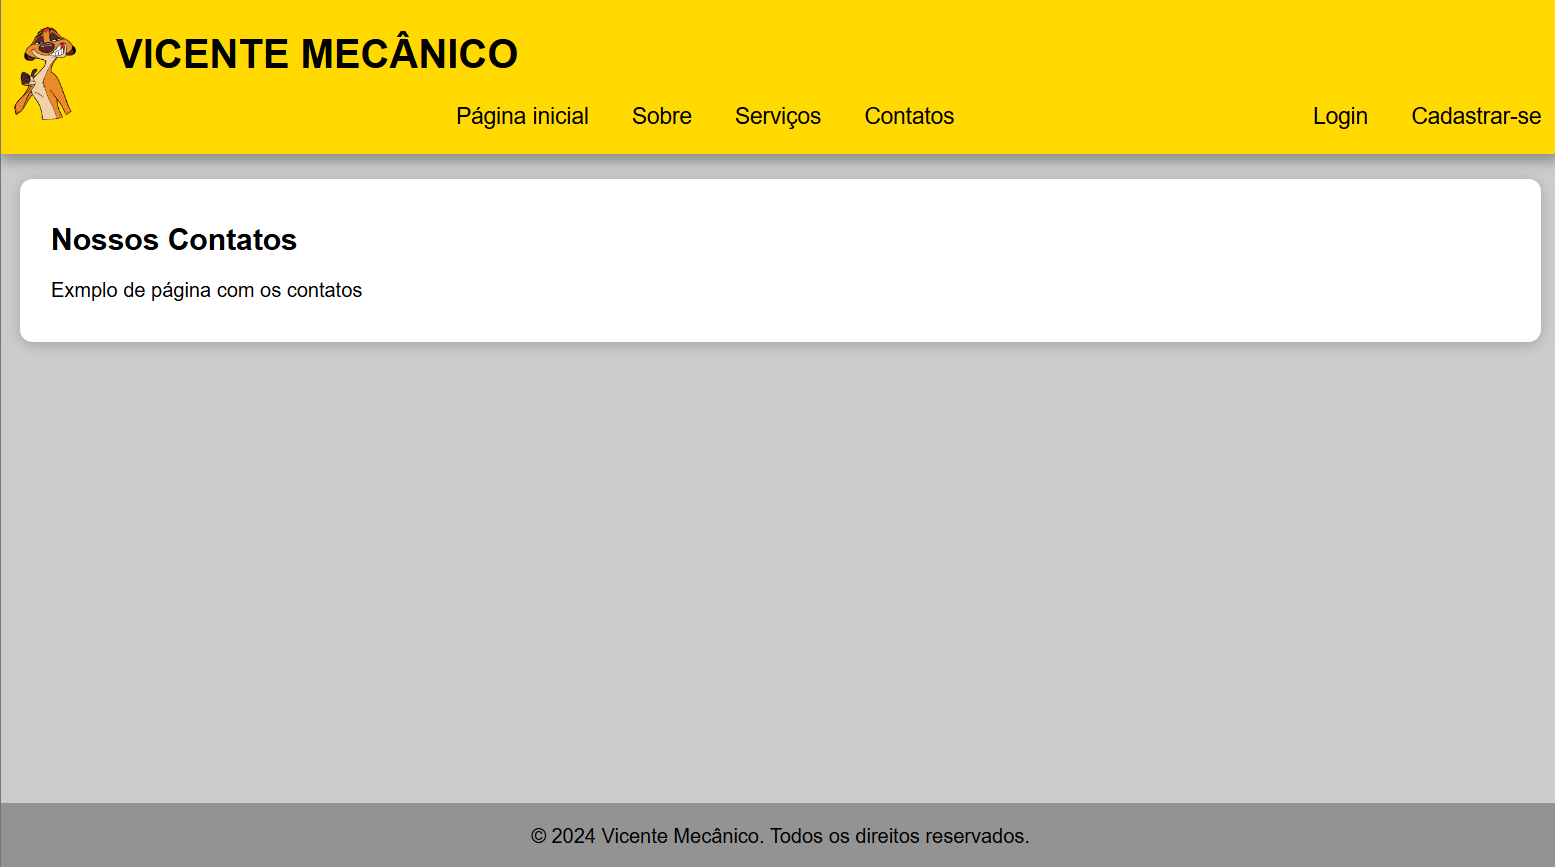 VICENTE MECÂNICO
Página inicial Sobre Serviços Contatos Login Cadastrar-se
Nossos Contatos
Exmplo de página com os contatos
© 2024 Vicente Mecânico. Todos os direitos reservados.